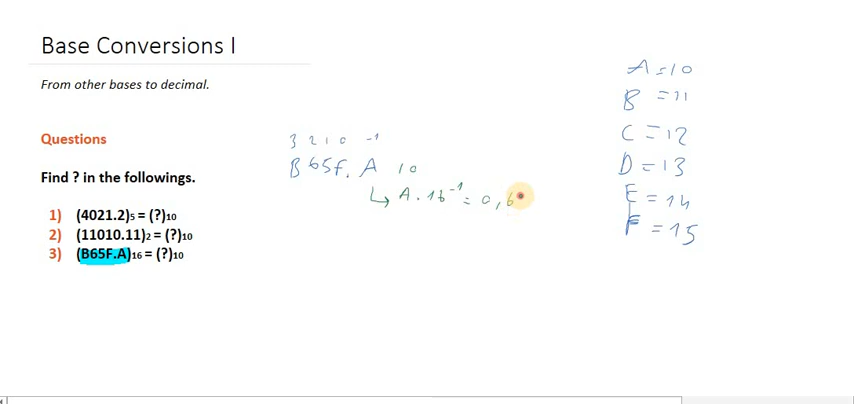 Base Conversions I
From other bases to decimal.
Questions
Find ? in the followings.
1) (4021.2)5 = (?)10
2) (11010.11)2 = (?)10
3) (B65F.A)16 = (?)10
3 2 1 0 -1
B65F. A 10
↳ A. 16⁻¹ = 0,6
A = 10
B = 11
C = 12
D = 13
E = 14
F = 15